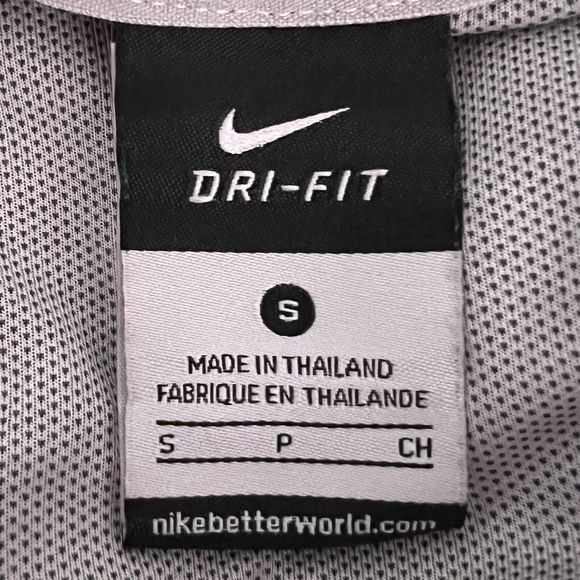 DRI-FIT
S
MADE IN THAILAND
FABRIQUE EN THAILANDE
S P CH
nikebetterworld.com